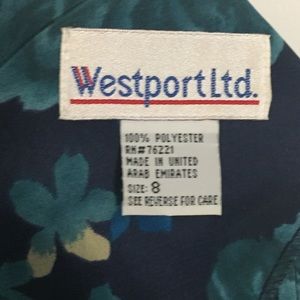 Westport Ltd.
100% POLYESTER
RN#76221
MADE IN UNITED
ARAB EMIRATES
SIZE: 8
SEE REVERSE FOR CARE